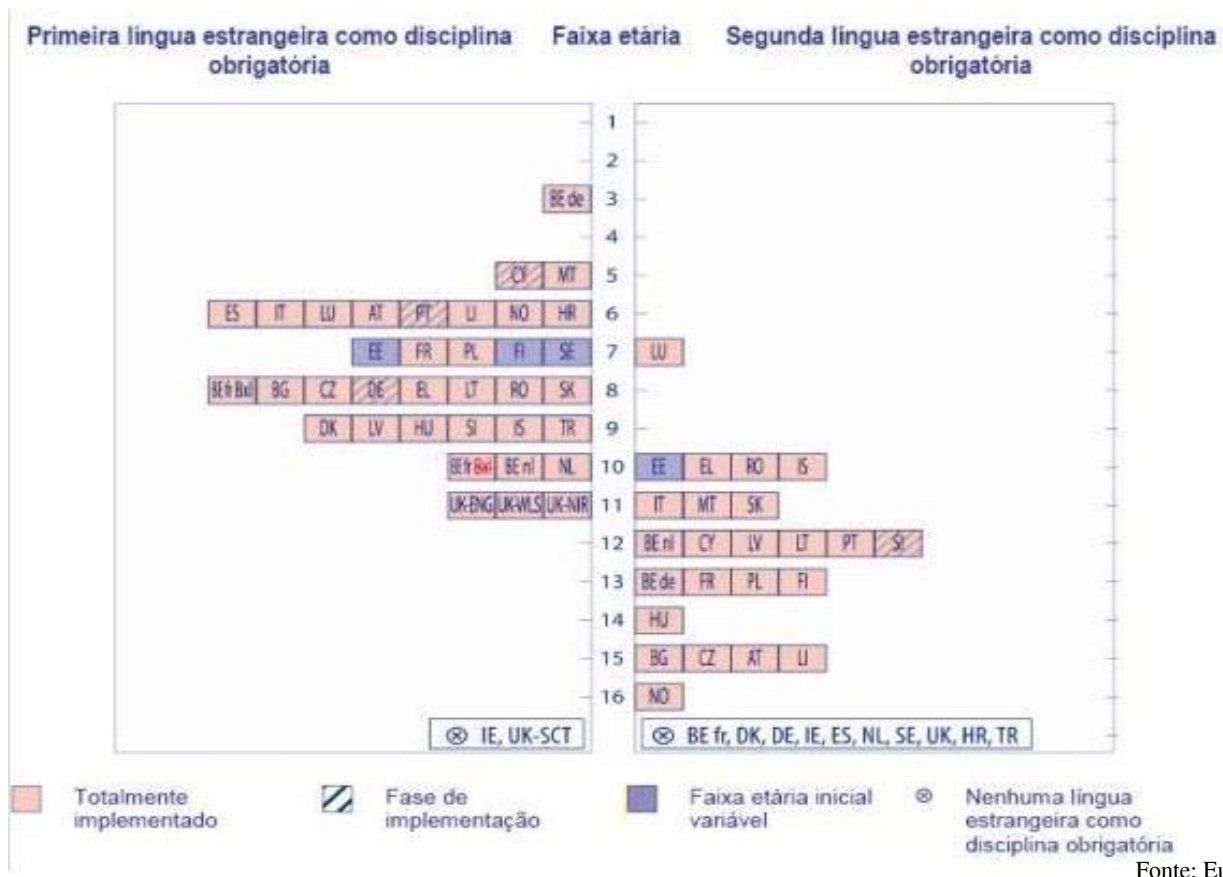 Primeira língua estrangeira como disciplina obrigatória
Faixa etária
Segunda língua estrangeira como disciplina obrigatória
1
2
BE de 3
4
CY MT 5
ES IT LU AT PT LI NO HR 6
EE FR PL FI SE 7 LU
BE fr Bxl BG CZ DE EL LT RO SK 8
DK LV HU SI IS TR 9
BE fr Bxl BE nl NL 10 EE EL RO IS
UK-ENG UK-WLS UK-NIR 11 IT MT SK
12 BE nl CY LV LT PT SI
13 BE de FR PL FI
14 HU
15 BG CZ AT LI
16 NO
⊗ IE, UK-SCT
⊗ BE fr, DK, DE, IE, ES, NL, SE, UK, HR, TR
Totalmente
implementado
Fase de
implementação
Faixa etária inicial
variável
⊗ Nenhuma língua
estrangeira como
disciplina obrigatória
Fonte: Eu